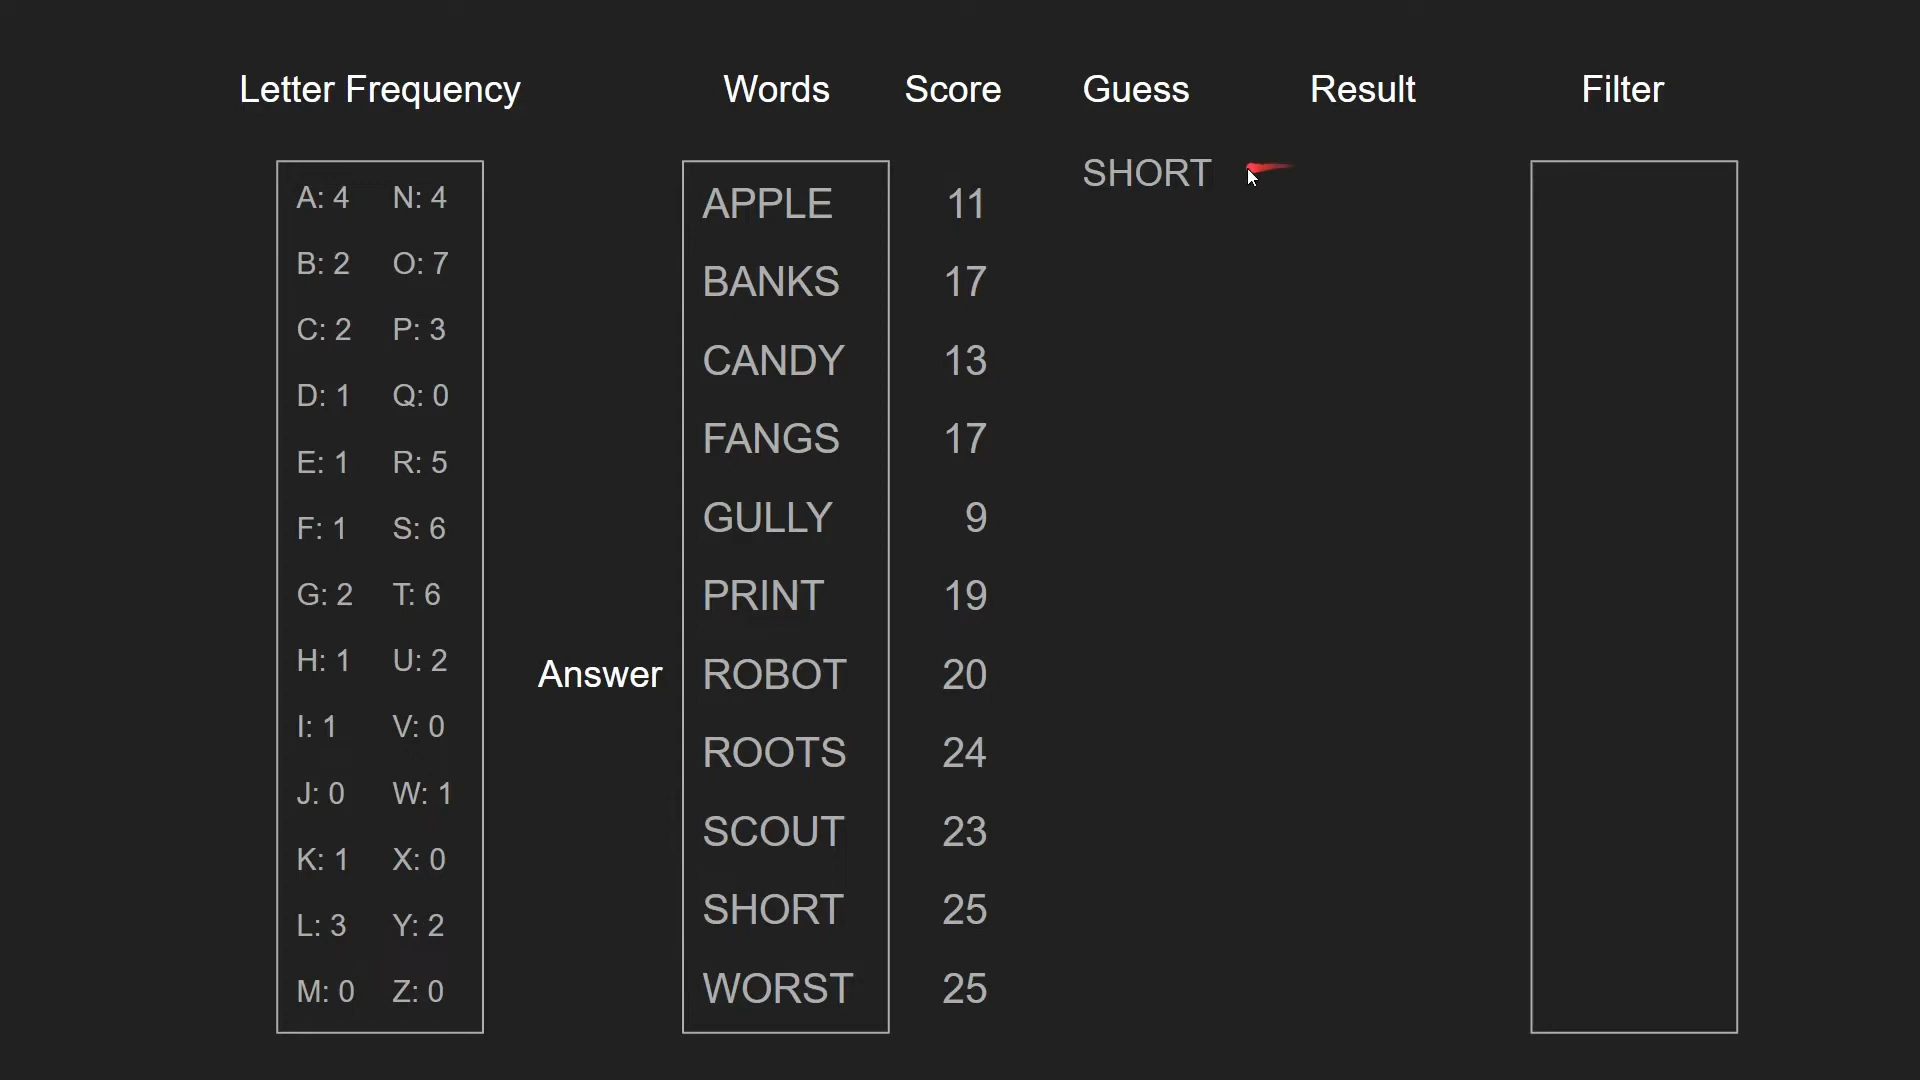 Letter Frequency
Words
Score
Guess
Result
Filter
A: 4 N: 4
B: 2 O: 7
C: 2 P: 3
D: 1 Q: 0
E: 1 R: 5
F: 1 S: 6
G: 2 T: 6
H: 1 U: 2
I: 1 V: 0
J: 0 W: 1
K: 1 X: 0
L: 3 Y: 2
M: 0 Z: 0
Answer
APPLE 11
BANKS 17
CANDY 13
FANGS 17
GULLY 9
PRINT 19
ROBOT 20
ROOTS 24
SCOUT 23
SHORT 25
WORST 25
SHORT